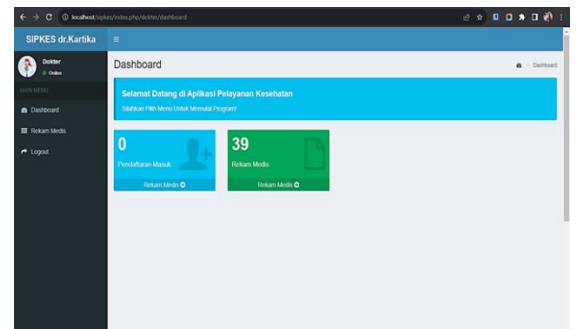 localhost/sipkes/index.php/dokter/dashboard
SIPKES dr.Kartika
Dokter
Online
MAIN MENU
Dashboard
Rekam Medis
Logout
Dashboard
Dashboard
Selamat Datang di Aplikasi Pelayanan Kesehatan
Silahkan Pilih Menu Untuk Memulai Program!
0
Pendaftaran Masuk
Rekam Medis
39
Rekam Medis
Rekam Medis